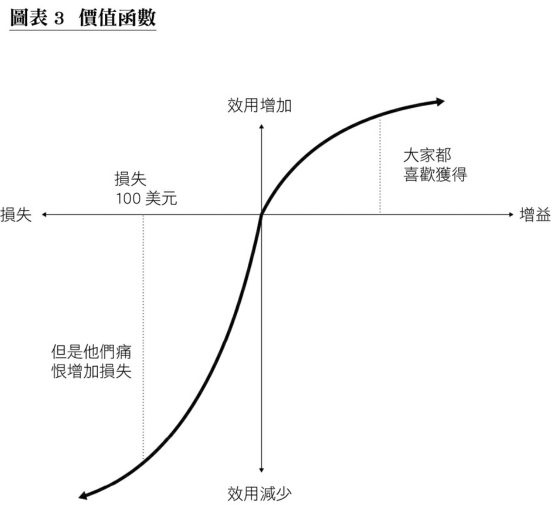 圖表 3 價值函數
效用增加
大家都
喜歡獲得
損失
100 美元
損失
增益
但是他們痛
恨增加損失
效用減少